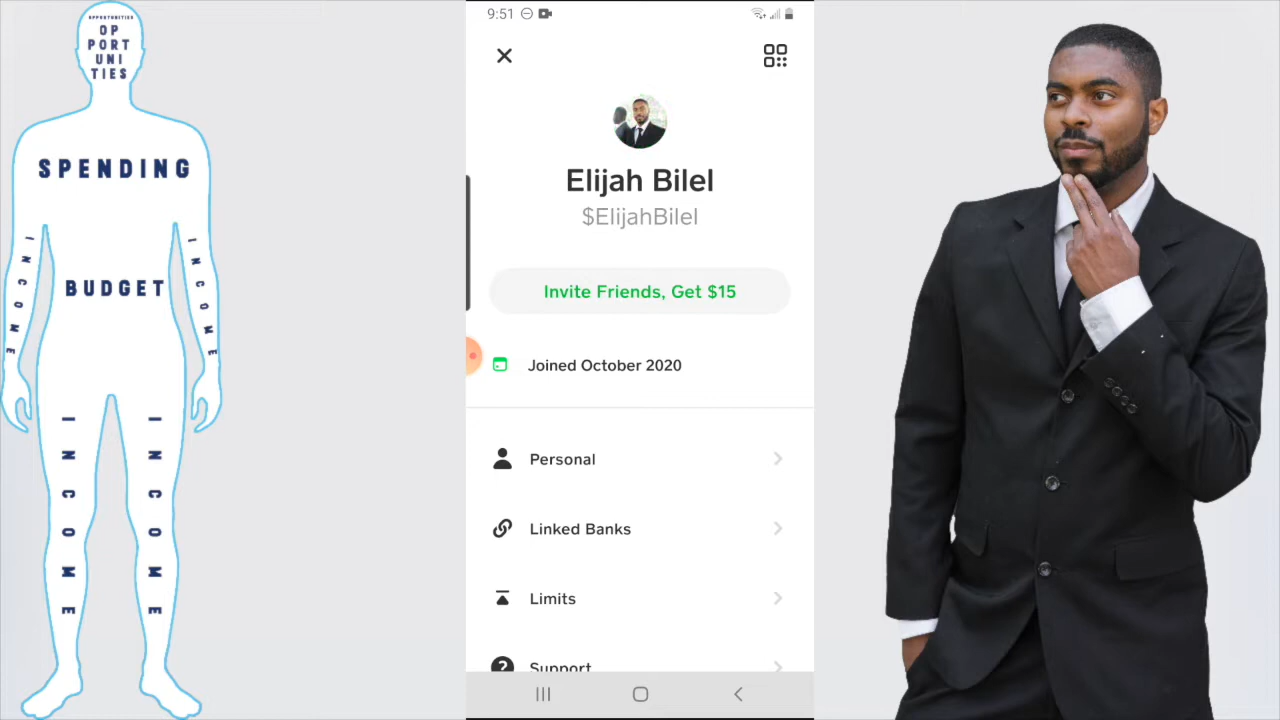 OPPORTUNITIES
OP
PORT
UNI
TIES
SPENDING
INCOME
INCOME
BUDGET
INCOME
INCOME
9:51
Elijah Bilel
$ElijahBilel
Invite Friends, Get $15
Joined October 2020
Personal
Linked Banks
Limits
Support